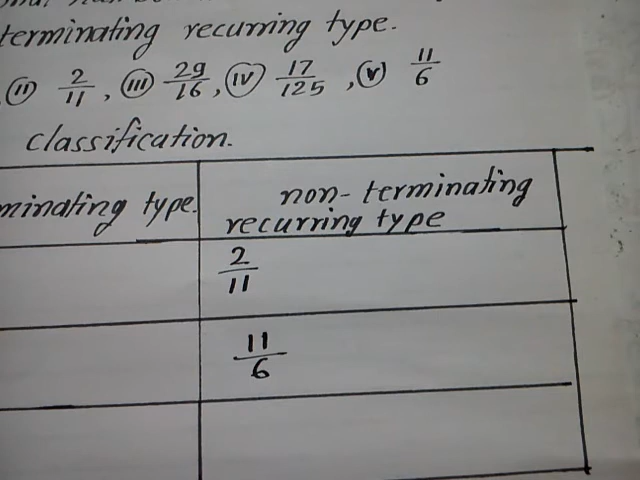 terminating recurring type.
(ii) 2/11, (iii) 29/16, (iv) 17/125, (v) 11/6
classification.
minating type.
non-terminating
recurring type
2/11
11/6